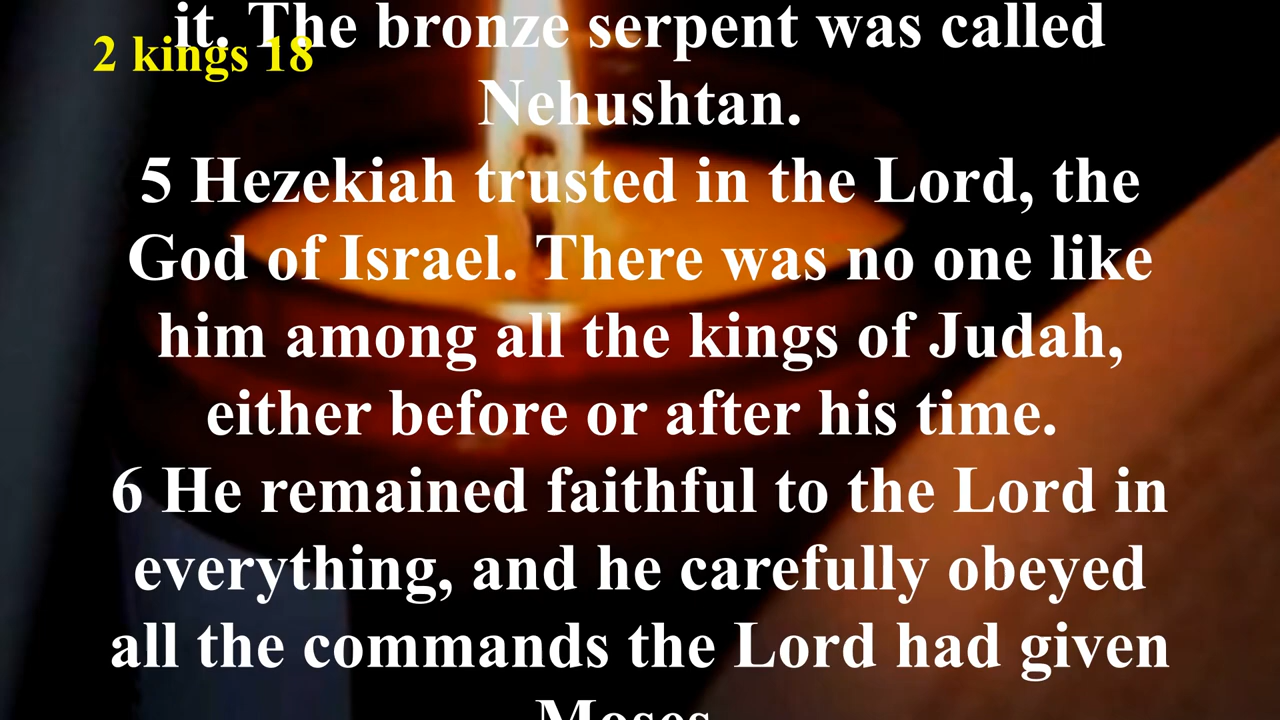 it. The bronze serpent was called
2 kings 18
Nehushtan.
5 Hezekiah trusted in the Lord, the
God of Israel. There was no one like
him among all the kings of Judah,
either before or after his time.
6 He remained faithful to the Lord in
everything, and he carefully obeyed
all the commands the Lord had given
Moses.